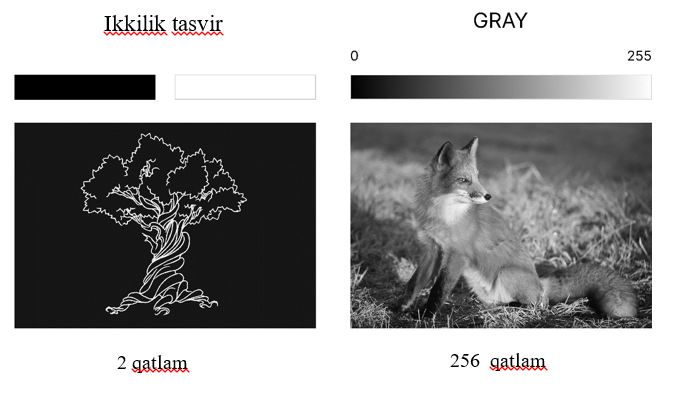 Ikkilik tasvir
GRAY
0 255
2 qatlam
256 qatlam